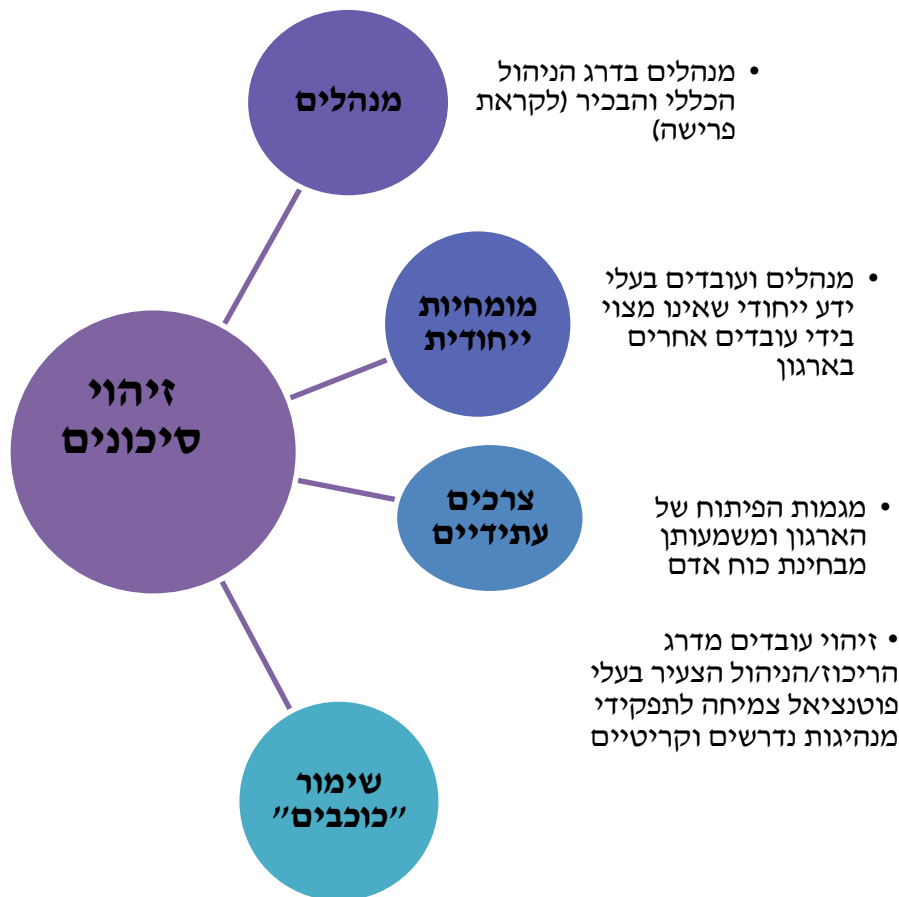 מנהלים
• מנהלים בדרג הניהול
הכללי והבכיר (לקראת
פרישה)
מומחיות
ייחודית
• מנהלים ועובדים בעלי
ידע ייחודי שאינו מצוי
בידי עובדים אחרים
בארגון
זיהוי
סיכונים
צרכים
עתידיים
• מגמות הפיתוח של
הארגון ומשמעותן
מבחינת כוח אדם
• זיהוי עובדים מדרג
הריכוז/הניהול הצעיר בעלי
פוטנציאל צמיחה לתפקידי
מנהיגות נדרשים וקריטיים
שימור
"כוכבים"